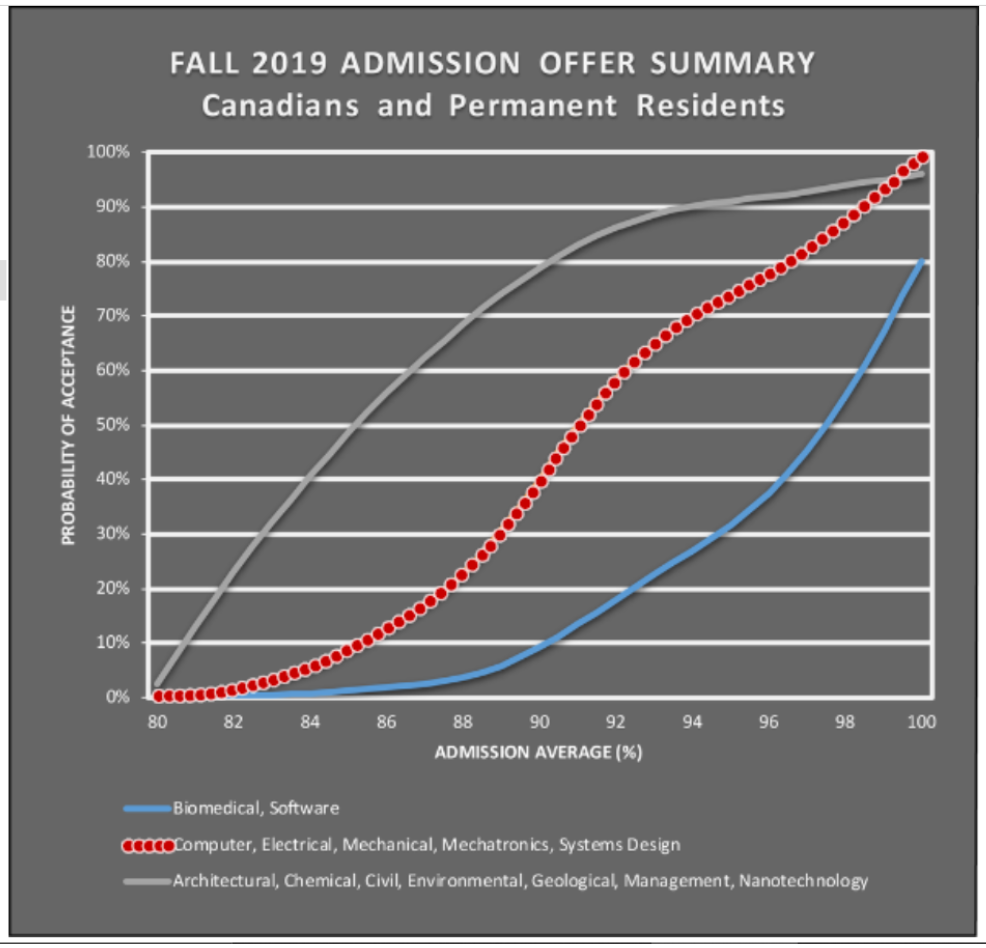 FALL 2019 ADMISSION OFFER SUMMARY
Canadians and Permanent Residents
PROBABILITY OF ACCEPTANCE
100%
90%
80%
70%
60%
50%
40%
30%
20%
10%
0%
80 82 84 86 88 90 92 94 96 98 100
ADMISSION AVERAGE (%)
Biomedical, Software
Computer, Electrical, Mechanical, Mechatronics, Systems Design
Architectural, Chemical, Civil, Environmental, Geological, Management, Nanotechnology